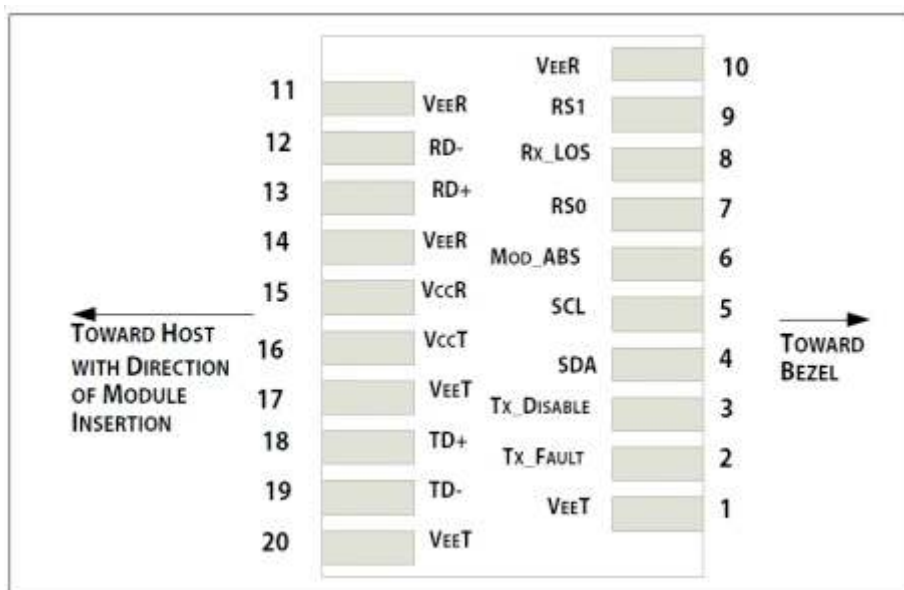 VEER 10
11 VEER
RS1 9
12 RD-
RX_LOS 8
13 RD+
RS0 7
14 VEER
MOD_ABS 6
15 VCCR
SCL 5
16 VCCT
SDA 4
17 VEET
TX_DISABLE 3
18 TD+
TX_FAULT 2
19 TD-
VEET 1
20 VEET
TOWARD HOST
WITH DIRECTION
OF MODULE
INSERTION
TOWARD
BEZEL